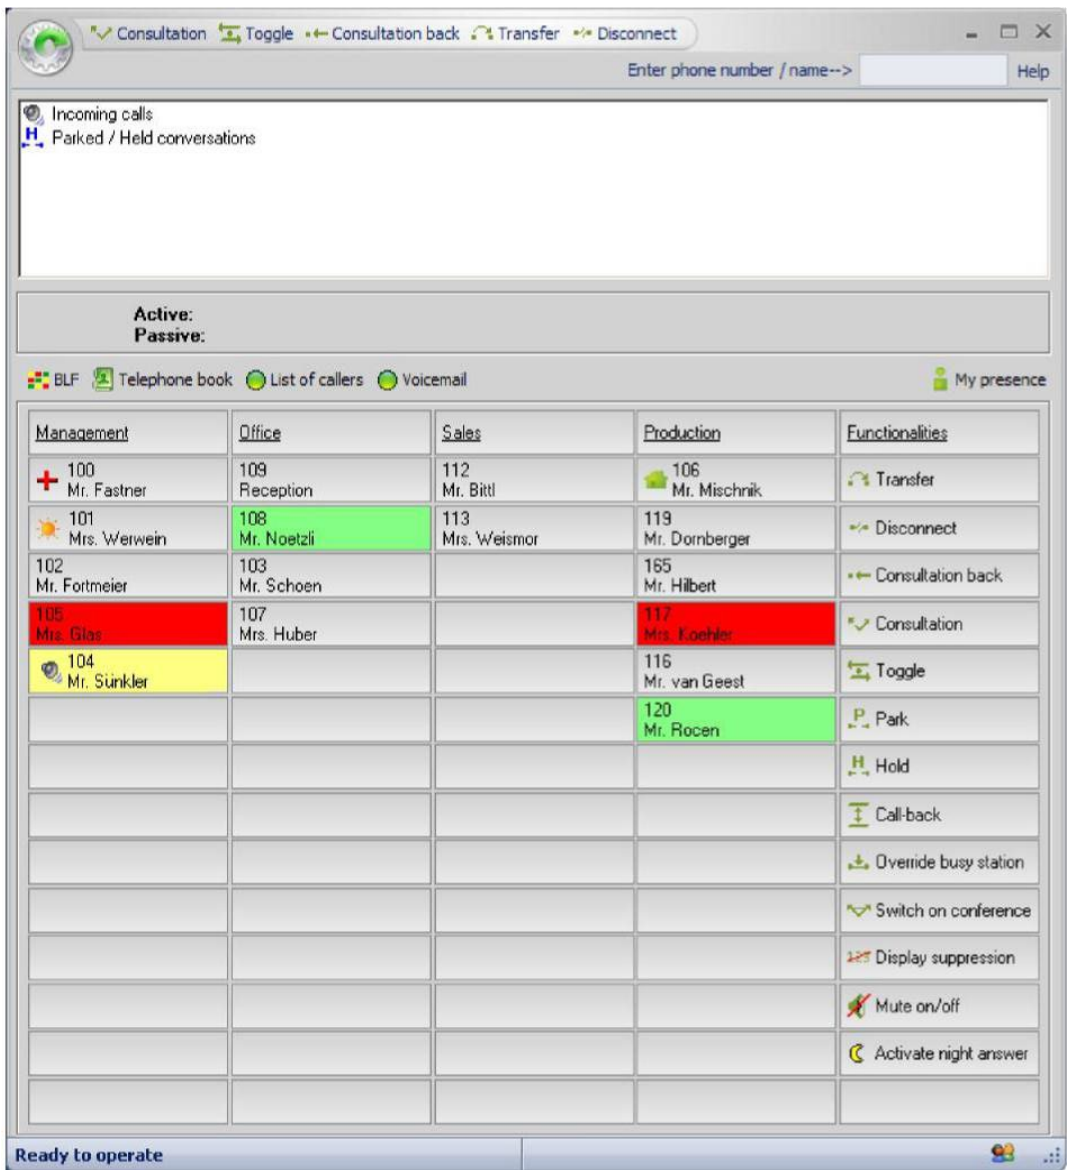 Consultation Toggle Consultation back Transfer Disconnect
Enter phone number / name--> Help
Incoming calls
H Parked / Held conversations
Active:
Passive:
BLF Telephone book List of callers Voicemail My presence
Management Office Sales Production Functionalities
100 109 112 106 Transfer
Mr. Fastner Reception Mr. Bittl Mr. Mischnik
101 108 113 119 Disconnect
Mrs. Werwein Mr. Noetzli Mrs. Weismor Mr. Dornberger
102 103 165 Consultation back
Mr. Fortmeier Mr. Schoen Mr. Hilbert
105 107 117 Consultation
Mrs. Glas Mrs. Huber Mrs. Koehler
104 116 Toggle
Mr. Sünkler Mr. van Geest
120 P Park
Mr. Rocen
H Hold
Call-back
Override busy station
Switch on conference
123 Display suppression
Mute on/off
Activate night answer
Ready to operate